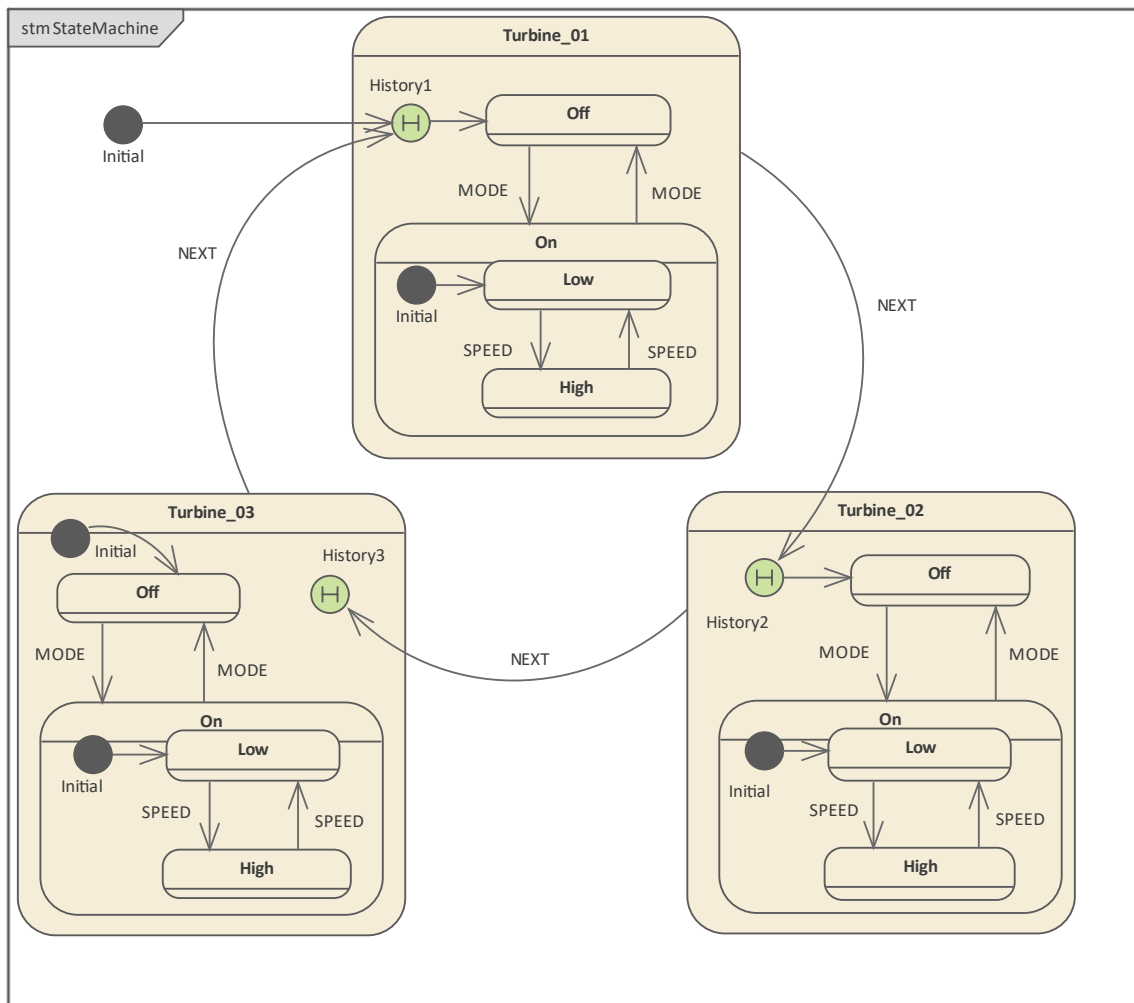 stm StateMachine
Turbine_01
History1
H
Off
Initial
MODE
MODE
On
NEXT
Low
Initial
NEXT
SPEED
SPEED
High
Turbine_03
Initial
History3
H
Off
MODE
MODE
On
Low
Initial
SPEED
SPEED
High
NEXT
Turbine_02
H
Off
History2
MODE
MODE
On
Low
Initial
SPEED
SPEED
High